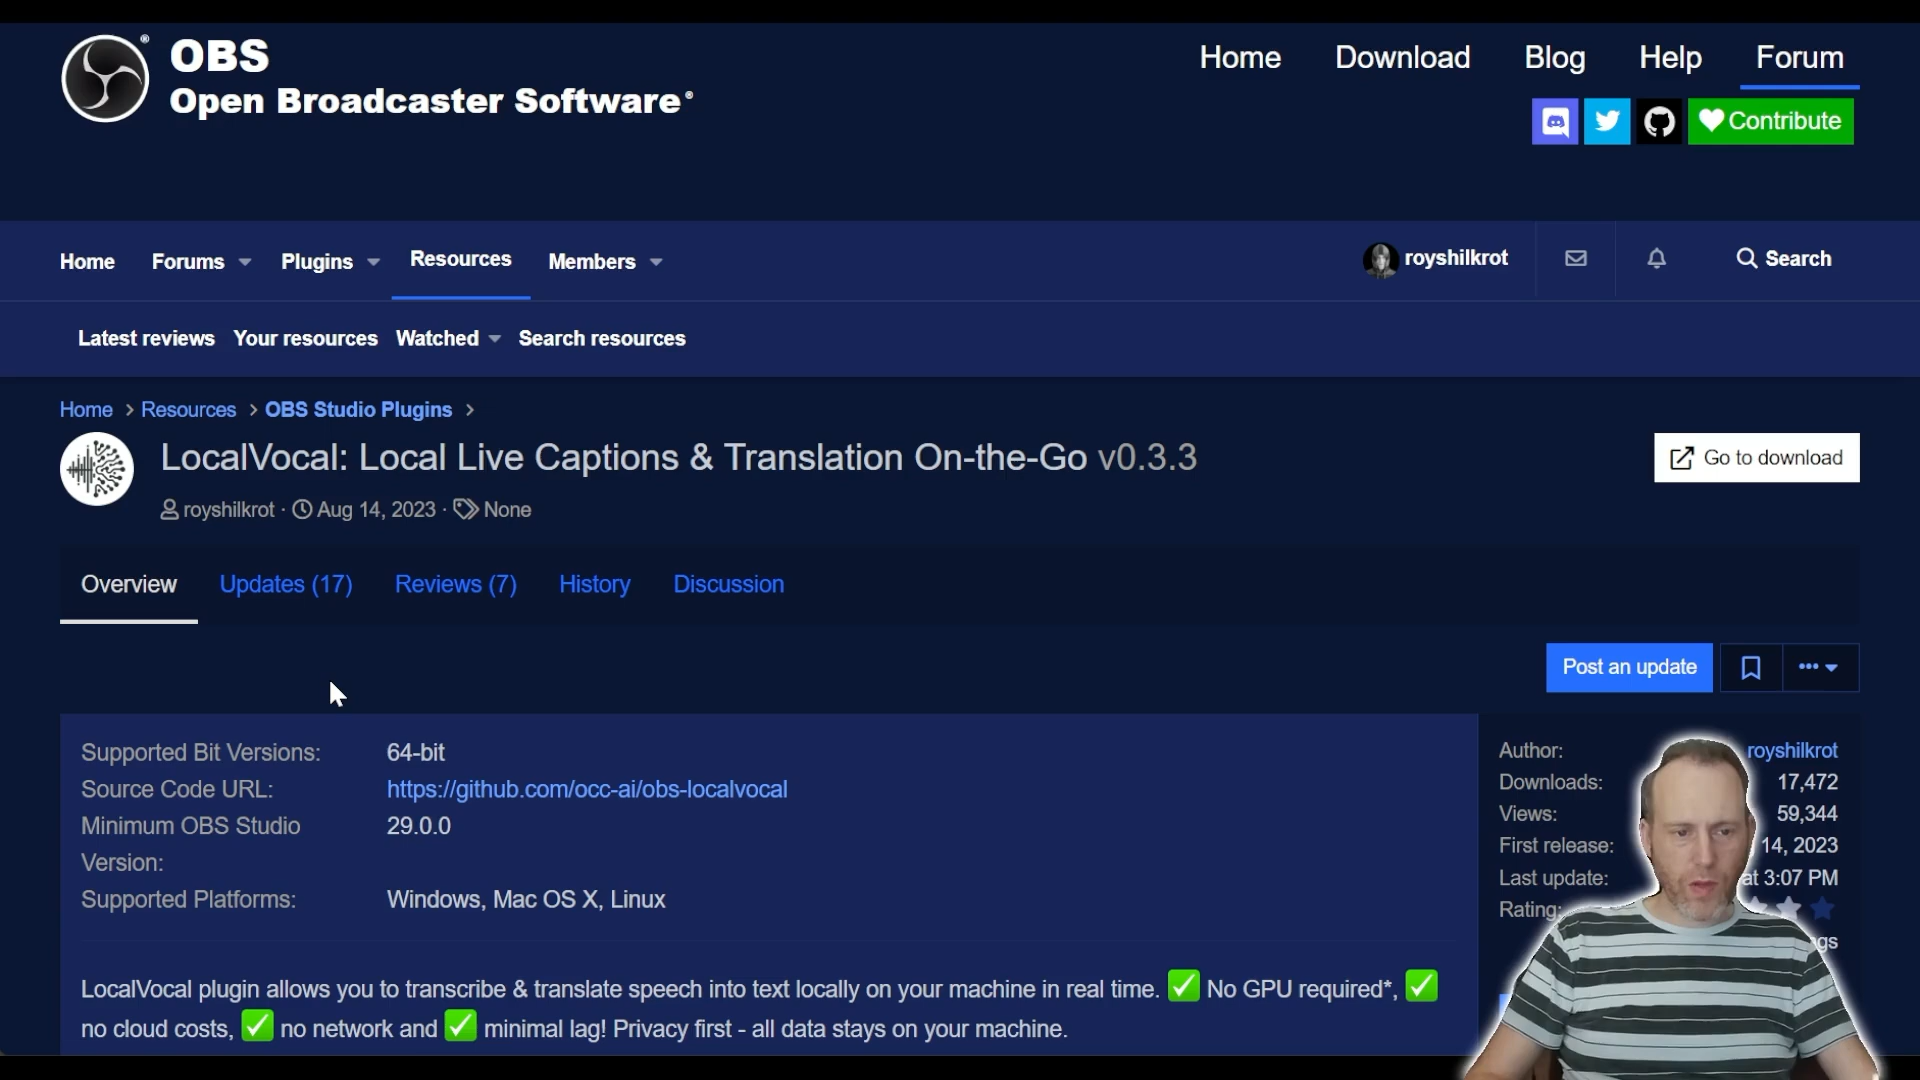 OBS
Open Broadcaster Software
Home Download Blog Help Forum
Contribute
Home Forums Plugins Resources Members royshilkrot Search
Latest reviews Your resources Watched Search resources
Home > Resources > OBS Studio Plugins >
LocalVocal: Local Live Captions & Translation On-the-Go v0.3.3
Go to download
royshilkrot · Aug 14, 2023 · None
Overview Updates (17) Reviews (7) History Discussion
Post an update
Supported Bit Versions: 64-bit
Source Code URL: https://github.com/occ-ai/obs-localvocal
Minimum OBS Studio 29.0.0
Version:
Supported Platforms: Windows, Mac OS X, Linux
LocalVocal plugin allows you to transcribe & translate speech into text locally on your machine in real time. ✅ No GPU required*, ✅
no cloud costs, ✅ no network and ✅ minimal lag! Privacy first - all data stays on your machine.
Author: royshilkrot
Downloads: 17,472
Views: 59,344
First release: 14, 2023
Last update: at 3:07 PM
Rating: